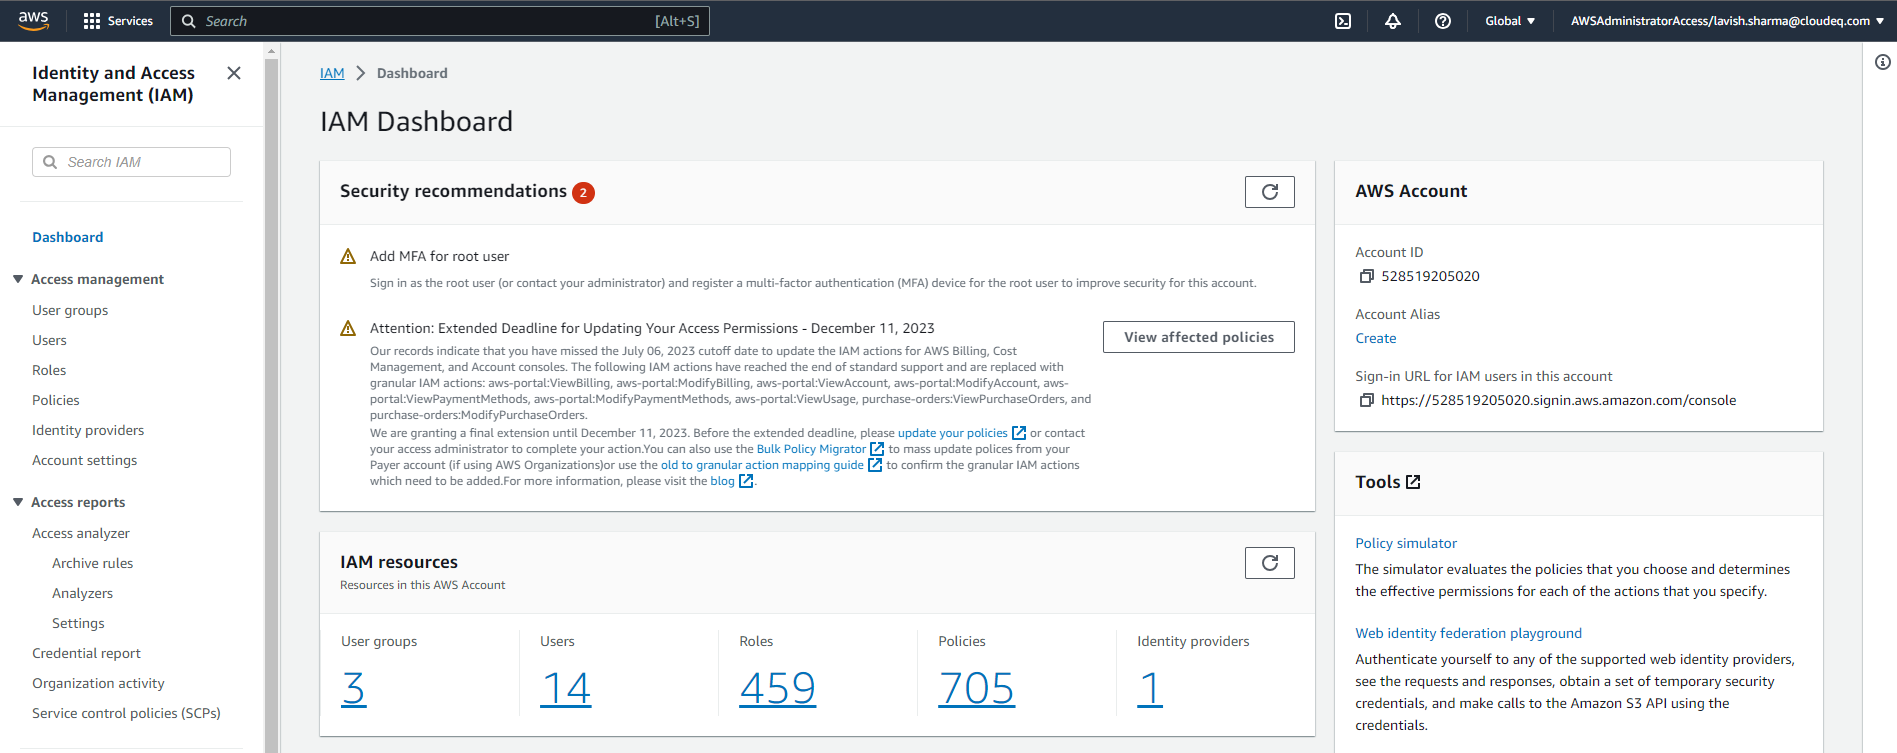 aws
Services
Search
[Alt+S]
Global
AWSAdministratorAccess/lavish.sharma@cloudeq.com
Identity and Access
Management (IAM)
Search IAM
Dashboard
Access management
User groups
Users
Roles
Policies
Identity providers
Account settings
Access reports
Access analyzer
Archive rules
Analyzers
Settings
Credential report
Organization activity
Service control policies (SCPs)
IAM > Dashboard
IAM Dashboard
Security recommendations 2
Add MFA for root user
Sign in as the root user (or contact your administrator) and register a multi-factor authentication (MFA) device for the root user to improve security for this account.
Attention: Extended Deadline for Updating Your Access Permissions - December 11, 2023
View affected policies
Our records indicate that you have missed the July 06, 2023 cutoff date to update the IAM actions for AWS Billing, Cost
Management, and Account consoles. The following IAM actions have reached the end of standard support and are replaced with
granular IAM actions: aws-portal:ViewBilling, aws-portal:ModifyBilling, aws-portal:ViewAccount, aws-portal:ModifyAccount, aws-
portal:ViewPaymentMethods, aws-portal:ModifyPaymentMethods, aws-portal:ViewUsage, purchase-orders:ViewPurchaseOrders, and
purchase-orders:ModifyPurchaseOrders.
We are granting a final extension until December 11, 2023. Before the extended deadline, please update your policies or contact
your access administrator to complete your action.You can also use the Bulk Policy Migrator to mass update polices from your
Payer account (if using AWS Organizations)or use the old to granular action mapping guide to confirm the granular IAM actions
which need to be added.For more information, please visit the blog .
IAM resources
Resources in this AWS Account
User groups
3
Users
14
Roles
459
Policies
705
Identity providers
1
AWS Account
Account ID
528519205020
Account Alias
Create
Sign-in URL for IAM users in this account
https://528519205020.signin.aws.amazon.com/console
Tools
Policy simulator
The simulator evaluates the policies that you choose and determines
the effective permissions for each of the actions that you specify.
Web identity federation playground
Authenticate yourself to any of the supported web identity providers,
see the requests and responses, obtain a set of temporary security
credentials, and make calls to the Amazon S3 API using the
credentials.